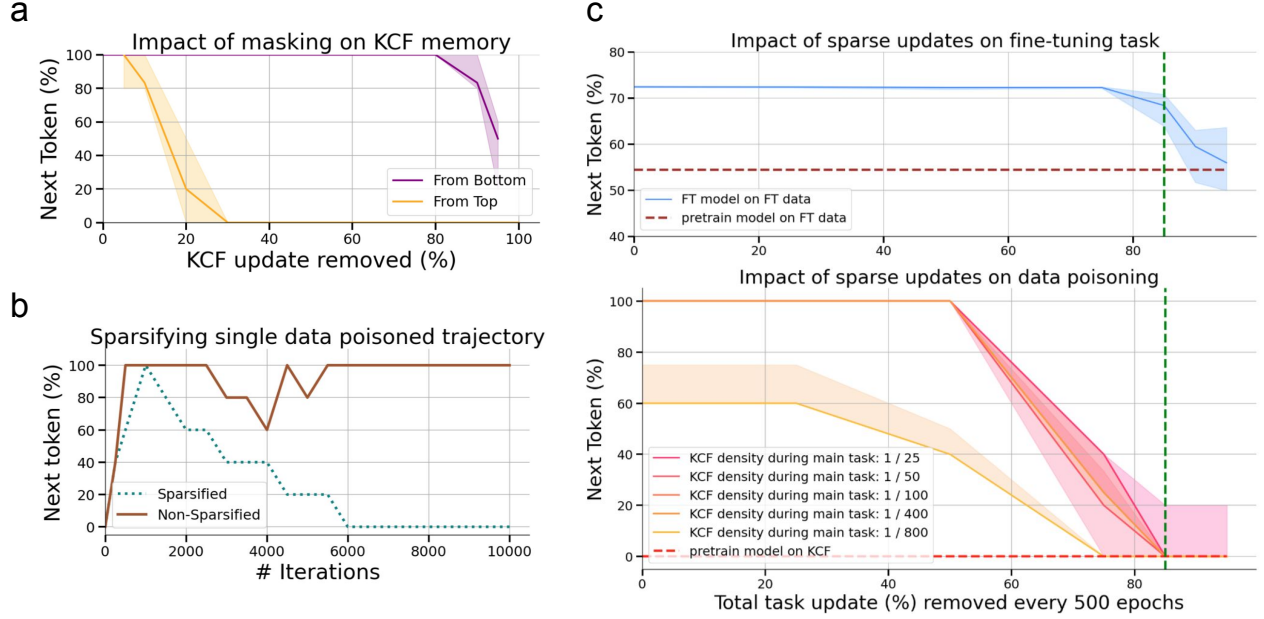 a
Impact of masking on KCF memory
Next Token (%)
100
80
60
40
20
0
From Bottom
From Top
0 20 40 60 80 100
KCF update removed (%)
b
Sparsifying single data poisoned trajectory
Next token (%)
100
80
60
40
20
0
Sparsified
Non-Sparsified
0 2000 4000 6000 8000 10000
# Iterations
c
Impact of sparse updates on fine-tuning task
Next Token (%)
80
70
60
50
40
FT model on FT data
pretrain model on FT data
0 20 40 60 80
Impact of sparse updates on data poisoning
Next Token (%)
100
80
60
40
20
0
KCF density during main task: 1 / 25
KCF density during main task: 1 / 50
KCF density during main task: 1 / 100
KCF density during main task: 1 / 400
KCF density during main task: 1 / 800
pretrain model on KCF
0 20 40 60 80
Total task update (%) removed every 500 epochs